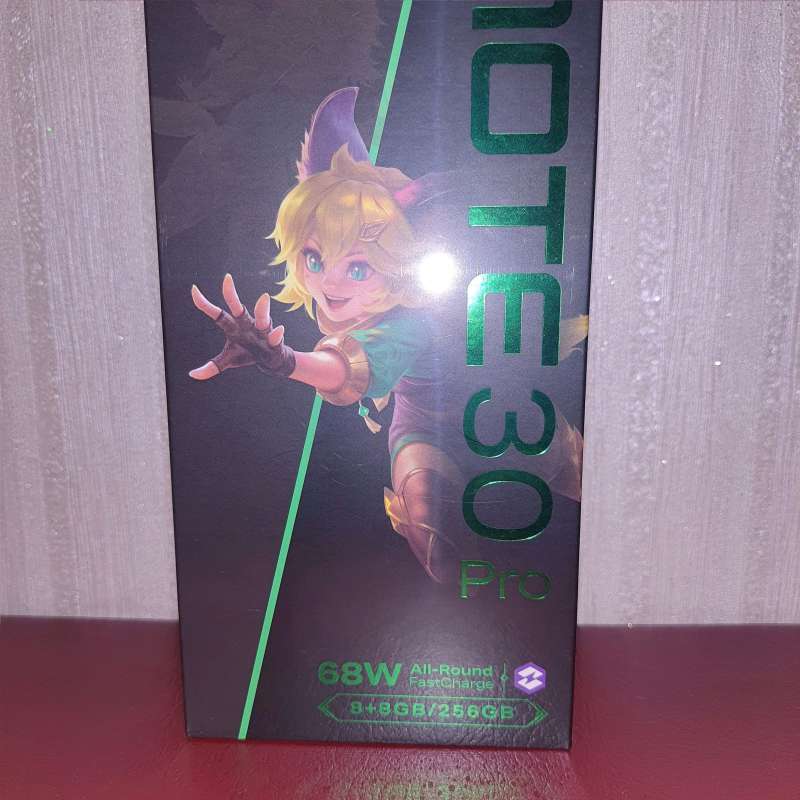 NOTE 30
Pro
68W All-Round
FastCharge
8+8GB/256GB